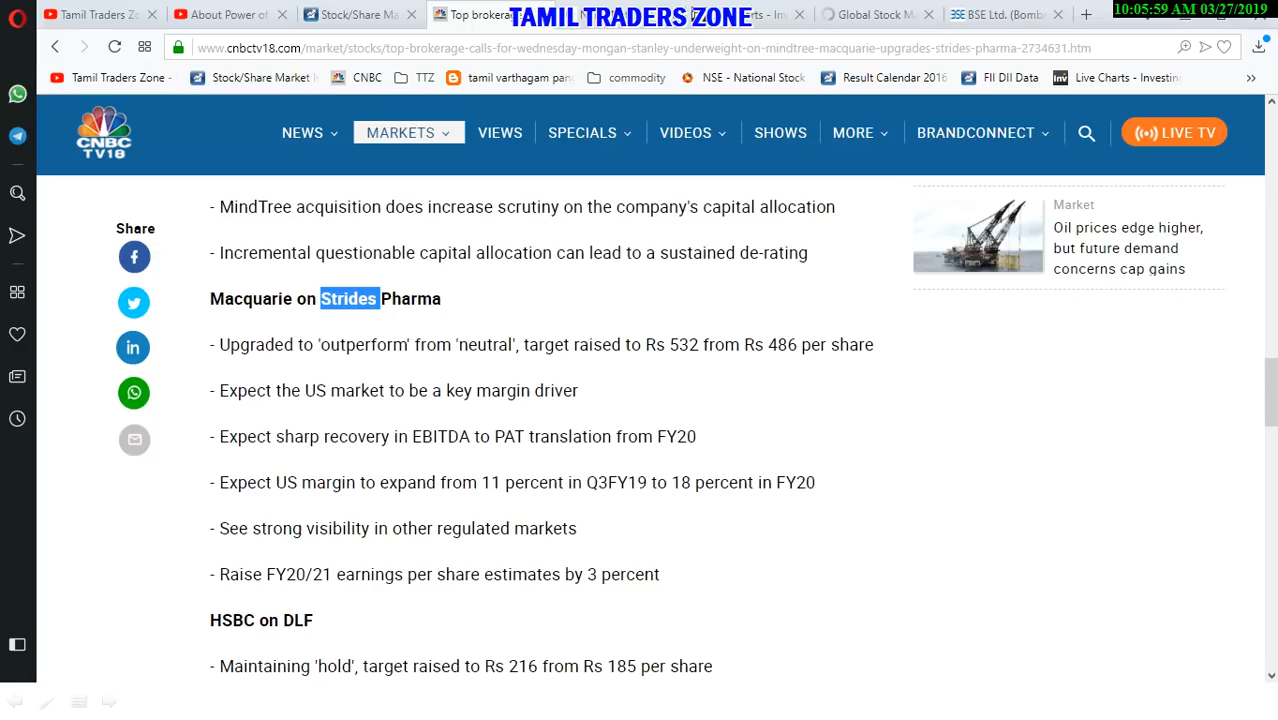 10:05:59 AM 03/27/2019
TAMIL TRADERS ZONE
Tamil Traders Zo
About Power of
Stock/Share Ma
Top brokerag
rts - In
Global Stock M
BSE Ltd. (Bomba
www.cnbctv18.com/market/stocks/top-brokerage-calls-for-wednesday-morgan-stanley-underweight-on-mindtree-macquarie-upgrades-strides-pharma-2734631.htm
Tamil Traders Zone -
Stock/Share Market I
CNBC
TTZ
tamil varthagam pan
commodity
NSE - National Stock
Result Calendar 2016
FII DII Data
Inv
Live Charts - Investin
CNBC
TV18
NEWS
MARKETS
VIEWS
SPECIALS
VIDEOS
SHOWS
MORE
BRANDCONNECT
LIVE TV
- MindTree acquisition does increase scrutiny on the company's capital allocation
- Incremental questionable capital allocation can lead to a sustained de-rating
Macquarie on Strides Pharma
- Upgraded to 'outperform' from 'neutral', target raised to Rs 532 from Rs 486 per share
- Expect the US market to be a key margin driver
- Expect sharp recovery in EBITDA to PAT translation from FY20
- Expect US margin to expand from 11 percent in Q3FY19 to 18 percent in FY20
- See strong visibility in other regulated markets
- Raise FY20/21 earnings per share estimates by 3 percent
HSBC on DLF
- Maintaining 'hold', target raised to Rs 216 from Rs 185 per share
Share
Market
Oil prices edge higher,
but future demand
concerns cap gains